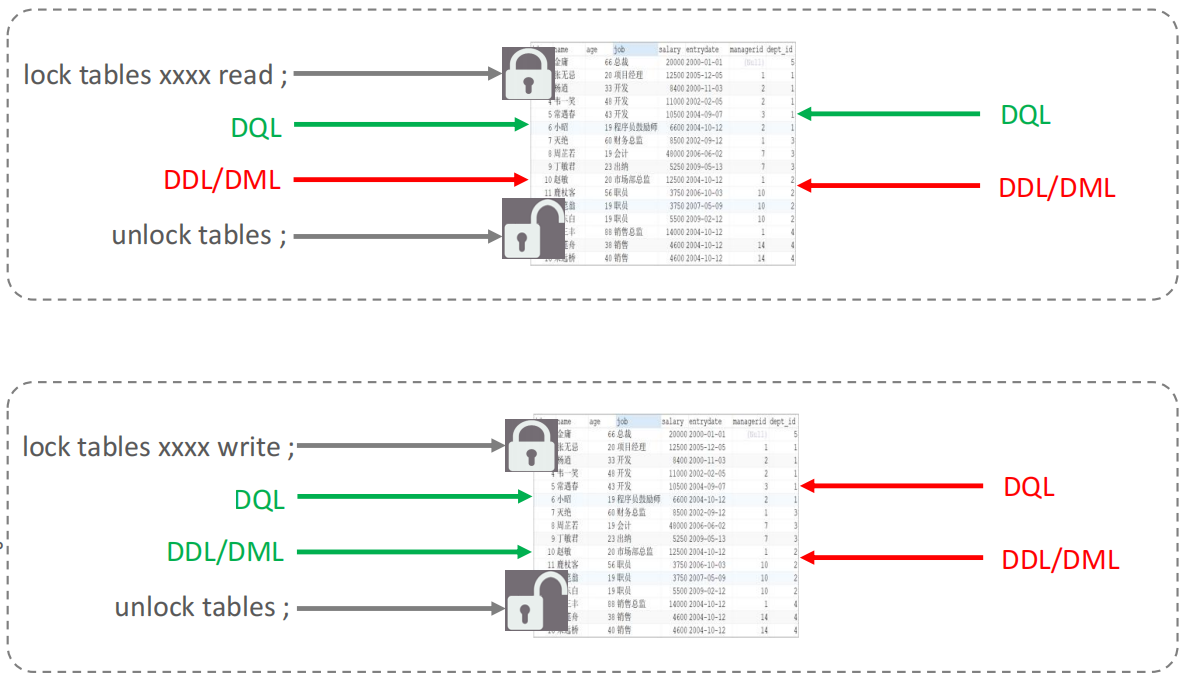 lock tables xxxx read ;
DQL
DDL/DML
unlock tables ;
name age job salary entrydate managerid dept_id
金庸 66 总裁 20000 2000-01-01 (Null) 5
张无忌 20 项目经理 12500 2005-12-05 1 1
杨逍 33 开发 8400 2000-11-03 2 1
4 韦一笑 48 开发 11000 2002-02-05 2 1
5 常遇春 43 开发 10500 2004-09-07 3 1
6 小昭 19 程序员鼓励师 6600 2004-10-12 2 1
7 灭绝 60 财务总监 8500 2002-09-12 1 3
8 周芷若 19 会计 48000 2006-06-02 7 3
9 丁敏君 23 出纳 5250 2009-05-13 7 3
10 赵敏 20 市场部总监 12500 2004-10-12 1 2
11 鹿杖客 56 职员 3750 2006-10-03 10 2
19 职员 3750 2007-05-09 10 2
19 职员 5500 2009-02-12 10 2
88 销售总监 14000 2004-10-12 1 4
38 销售 4600 2004-10-12 14 4
40 销售 4600 2004-10-12 14 4
DQL
DDL/DML
lock tables xxxx write ;
DQL
DDL/DML
unlock tables ;
name age job salary entrydate managerid dept_id
金庸 66 总裁 20000 2000-01-01 (Null) 5
张无忌 20 项目经理 12500 2005-12-05 1 1
杨逍 33 开发 8400 2000-11-03 2 1
4 韦一笑 48 开发 11000 2002-02-05 2 1
5 常遇春 43 开发 10500 2004-09-07 3 1
6 小昭 19 程序员鼓励师 6600 2004-10-12 2 1
7 灭绝 60 财务总监 8500 2002-09-12 1 3
8 周芷若 19 会计 48000 2006-06-02 7 3
9 丁敏君 23 出纳 5250 2009-05-13 7 3
10 赵敏 20 市场部总监 12500 2004-10-12 1 2
11 鹿杖客 56 职员 3750 2006-10-03 10 2
19 职员 3750 2007-05-09 10 2
19 职员 5500 2009-02-12 10 2
88 销售总监 14000 2004-10-12 1 4
38 销售 4600 2004-10-12 14 4
40 销售 4600 2004-10-12 14 4
DQL
DDL/DML